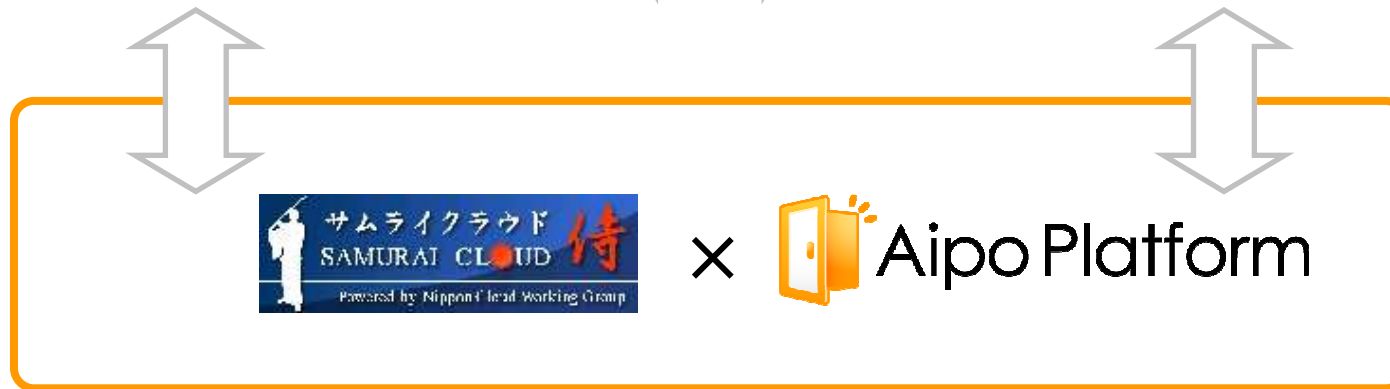 サムライクラウド 侍
SAMURAI CLOUD
Powered by Nippon Cloud Working Group
×
Aipo Platform